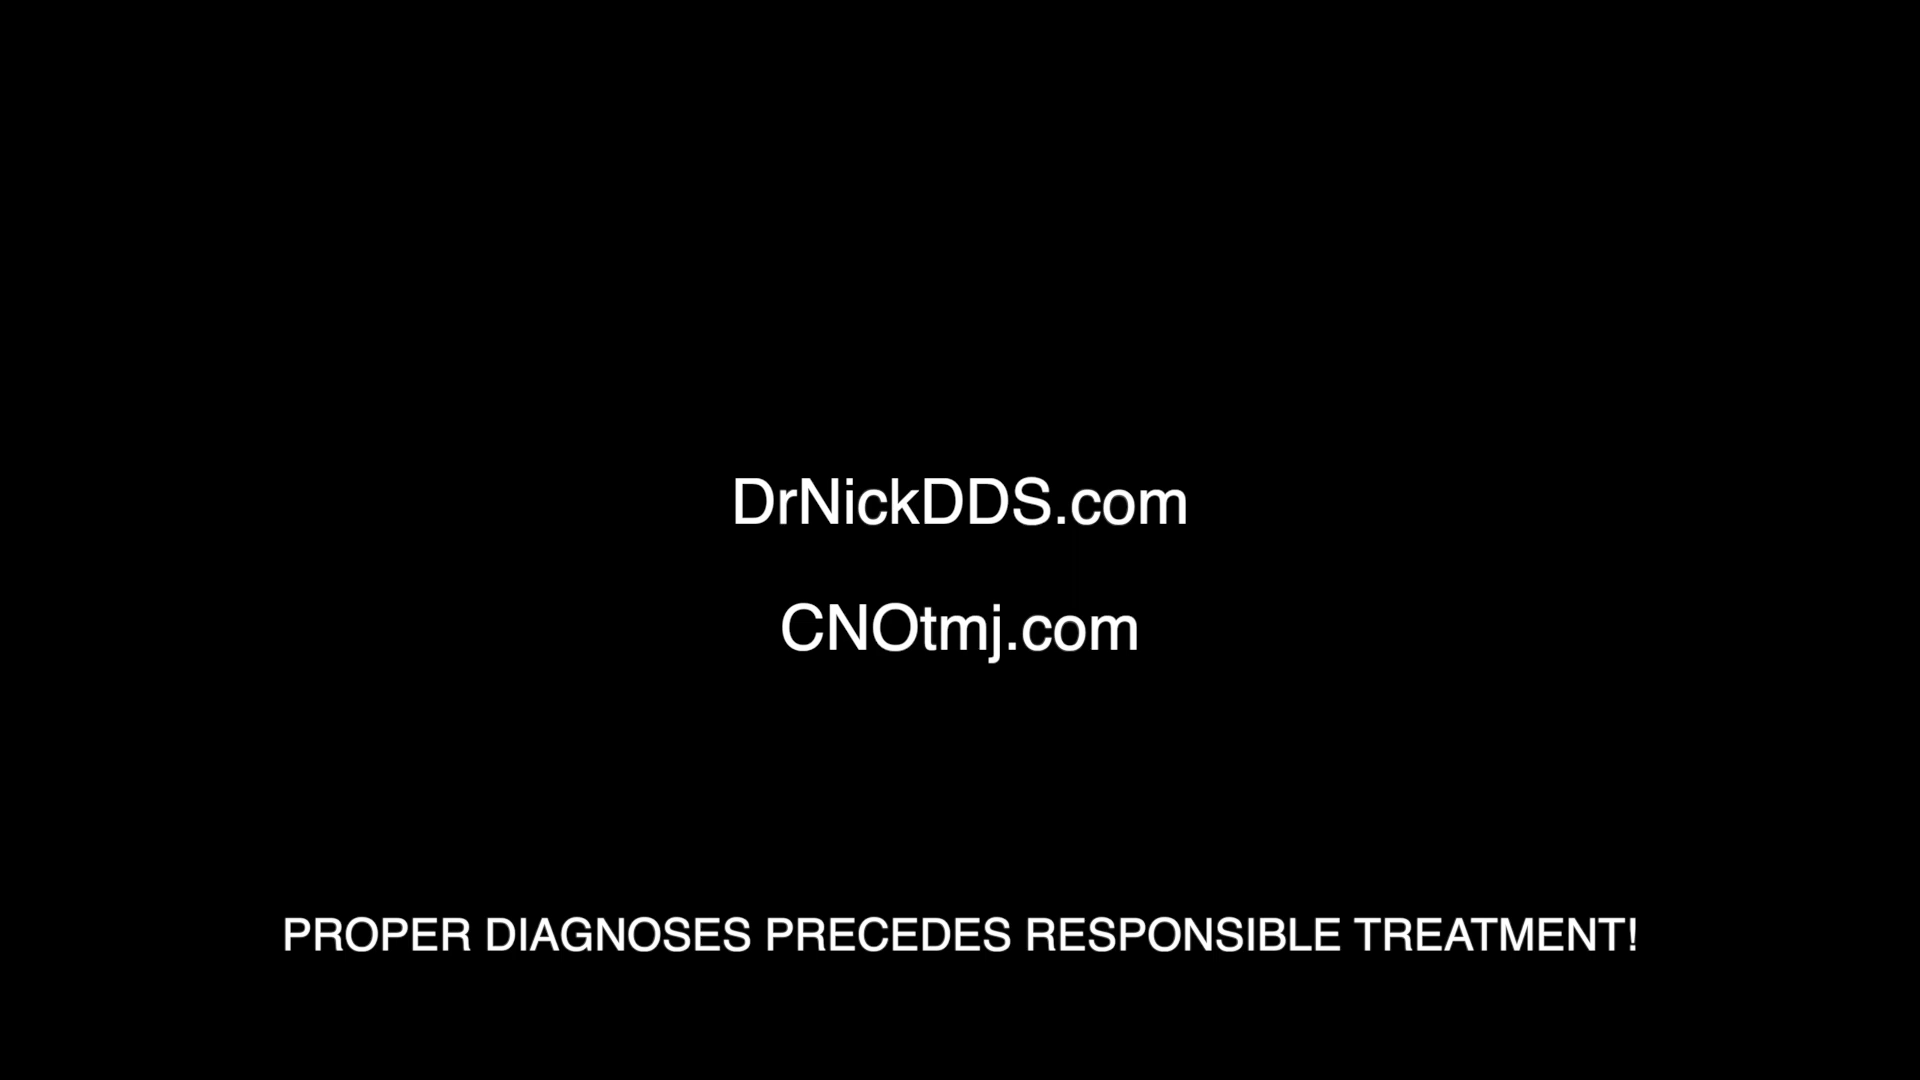 DrNickDDS.com
CNOtmj.com
PROPER DIAGNOSES PRECEDES RESPONSIBLE TREATMENT!